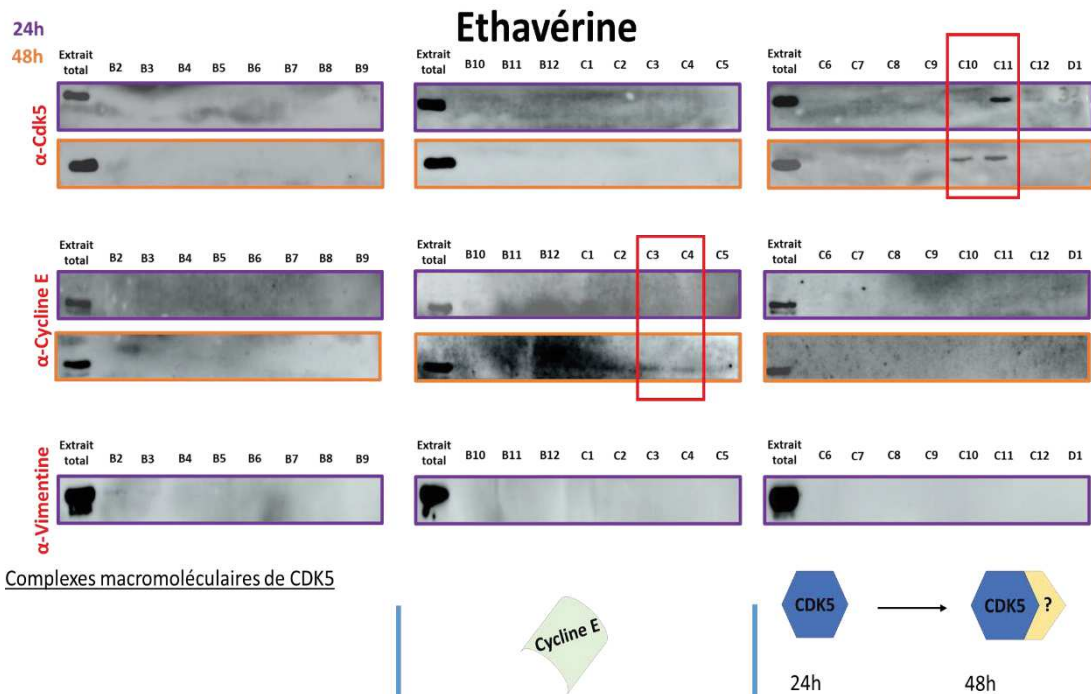 Ethavérine
24h
48h
Extrait total B2 B3 B4 B5 B6 B7 B8 B9
Extrait total B10 B11 B12 C1 C2 C3 C4 C5
Extrait total C6 C7 C8 C9 C10 C11 C12 D1
α-Cdk5
Extrait total B2 B3 B4 B5 B6 B7 B8 B9
Extrait total B10 B11 B12 C1 C2 C3 C4 C5
Extrait total C6 C7 C8 C9 C10 C11 C12 D1
α-Cycline E
Extrait total B2 B3 B4 B5 B6 B7 B8 B9
Extrait total B10 B11 B12 C1 C2 C3 C4 C5
Extrait total C6 C7 C8 C9 C10 C11 C12 D1
α-Vimentine
Complexes macromoléculaires de CDK5
Cycline E
CDK5
CDK5 ?
24h
48h